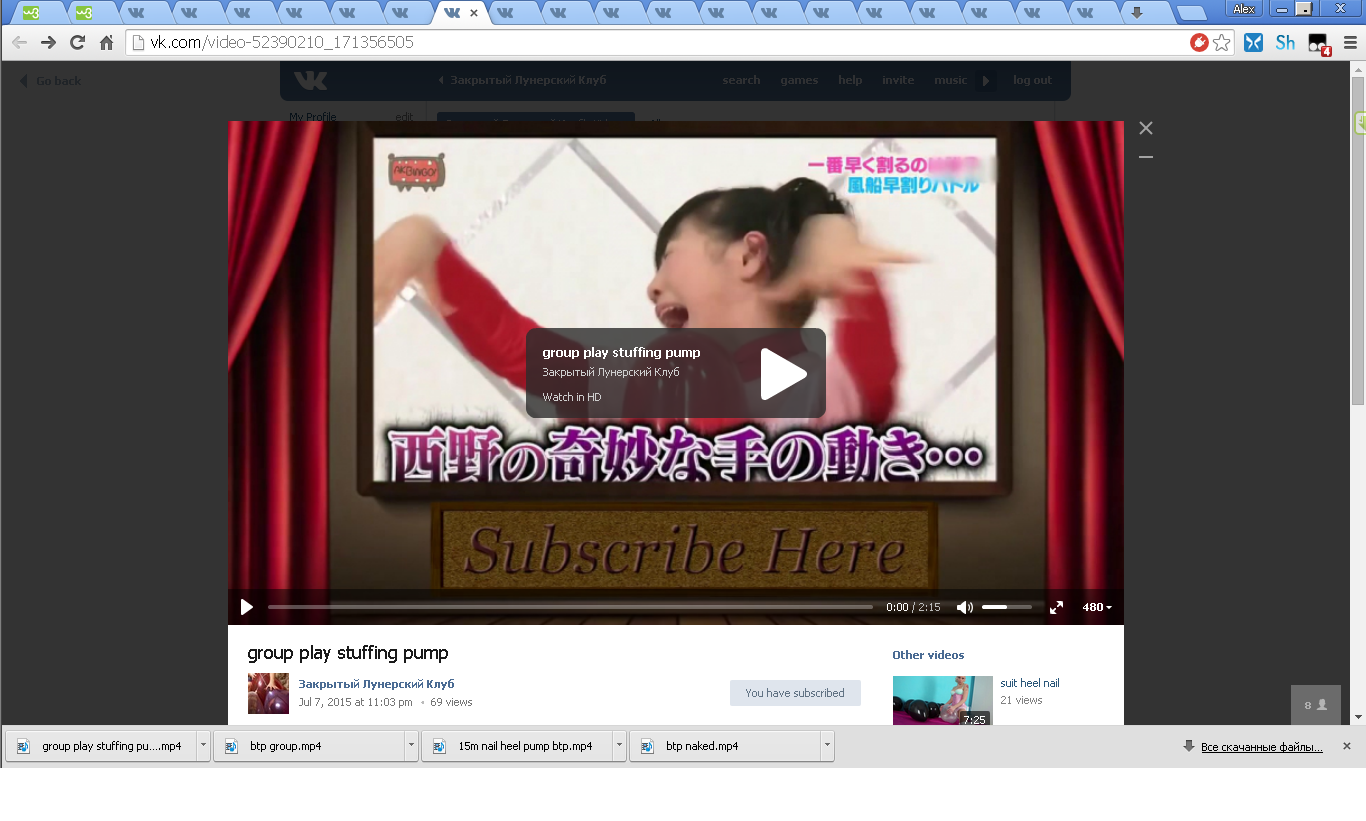 Alex
vk.com/video-52390210_171356505
Sh
4
Go back
Закрытый Лунерский Клуб
search
games
help
invite
music
log out
My Profile
edit
AKBINGO!
一番早く割るの
風船早割りバトル
group play stuffing pump
Закрытый Лунерский Клуб
Watch in HD
西野の奇妙な手の動き…
Subscribe Here
0:00 / 2:15
480
group play stuffing pump
Закрытый Лунерский Клуб
Jul 7, 2015 at 11:03 pm • 69 views
You have subscribed
Other videos
suit heel nail
21 views
7:25
8
group play stuffing pu....mp4
btp group.mp4
15m nail heel pump btp.mp4
btp naked.mp4
Все скачанные файлы...